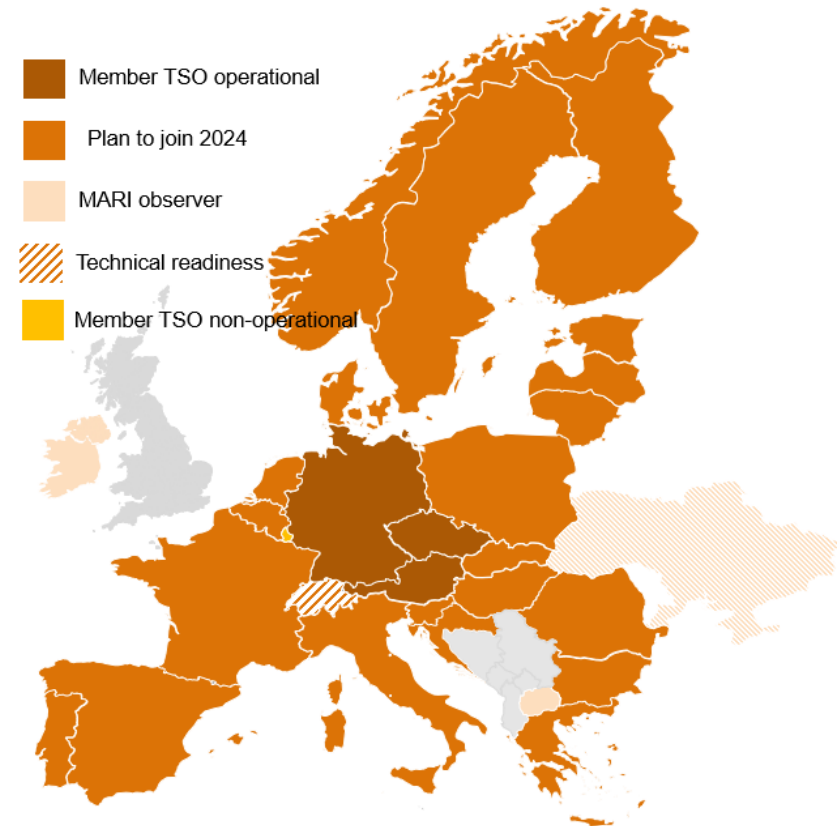 Member TSO operational
Plan to join 2024
MARI observer
Technical readiness
Member TSO non-operational